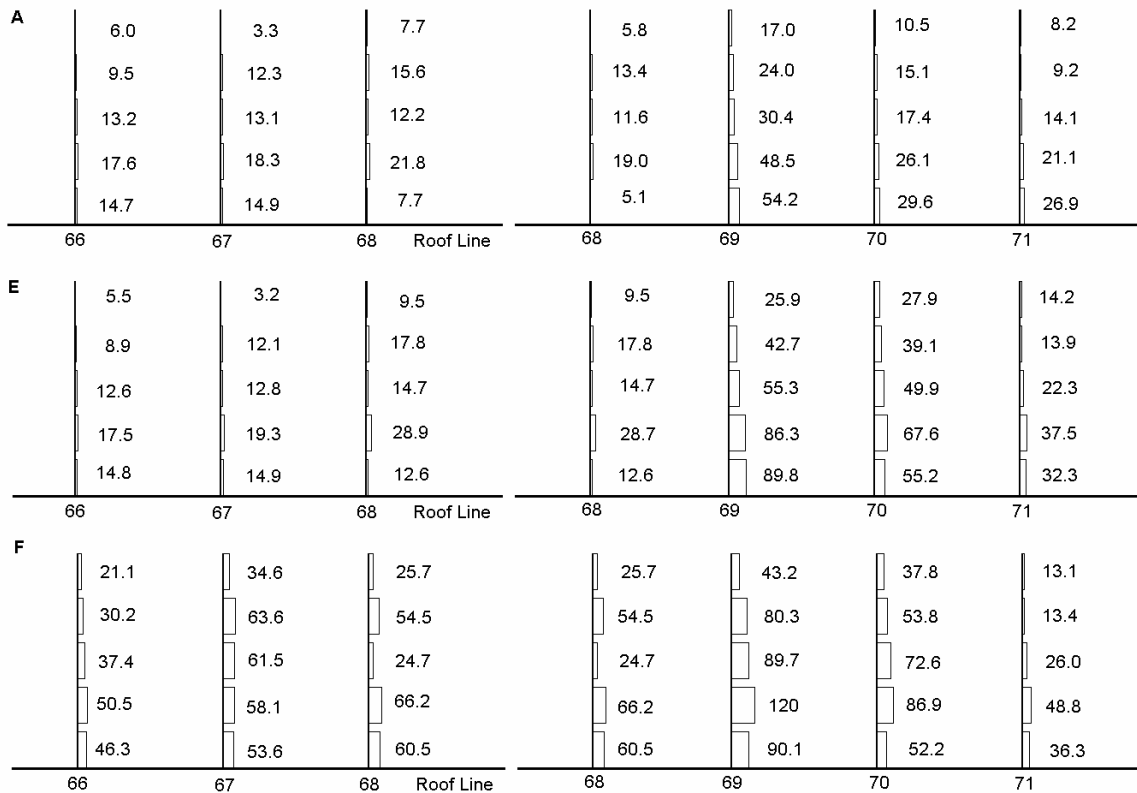 A 6.0 3.3 7.7 5.8 17.0 10.5 8.2
9.5 12.3 15.6 13.4 24.0 15.1 9.2
13.2 13.1 12.2 11.6 30.4 17.4 14.1
17.6 18.3 21.8 19.0 48.5 26.1 21.1
14.7 14.9 7.7 5.1 54.2 29.6 26.9
66 67 68 Roof Line 68 69 70 71
E 5.5 3.2 9.5 9.5 25.9 27.9 14.2
8.9 12.1 17.8 17.8 42.7 39.1 13.9
12.6 12.8 14.7 14.7 55.3 49.9 22.3
17.5 19.3 28.9 28.7 86.3 67.6 37.5
14.8 14.9 12.6 12.6 89.8 55.2 32.3
66 67 68 Roof Line 68 69 70 71
F 21.1 34.6 25.7 25.7 43.2 37.8 13.1
30.2 63.6 54.5 54.5 80.3 53.8 13.4
37.4 61.5 24.7 24.7 89.7 72.6 26.0
50.5 58.1 66.2 66.2 120 86.9 48.8
46.3 53.6 60.5 60.5 90.1 52.2 36.3
66 67 68 Roof Line 68 69 70 71